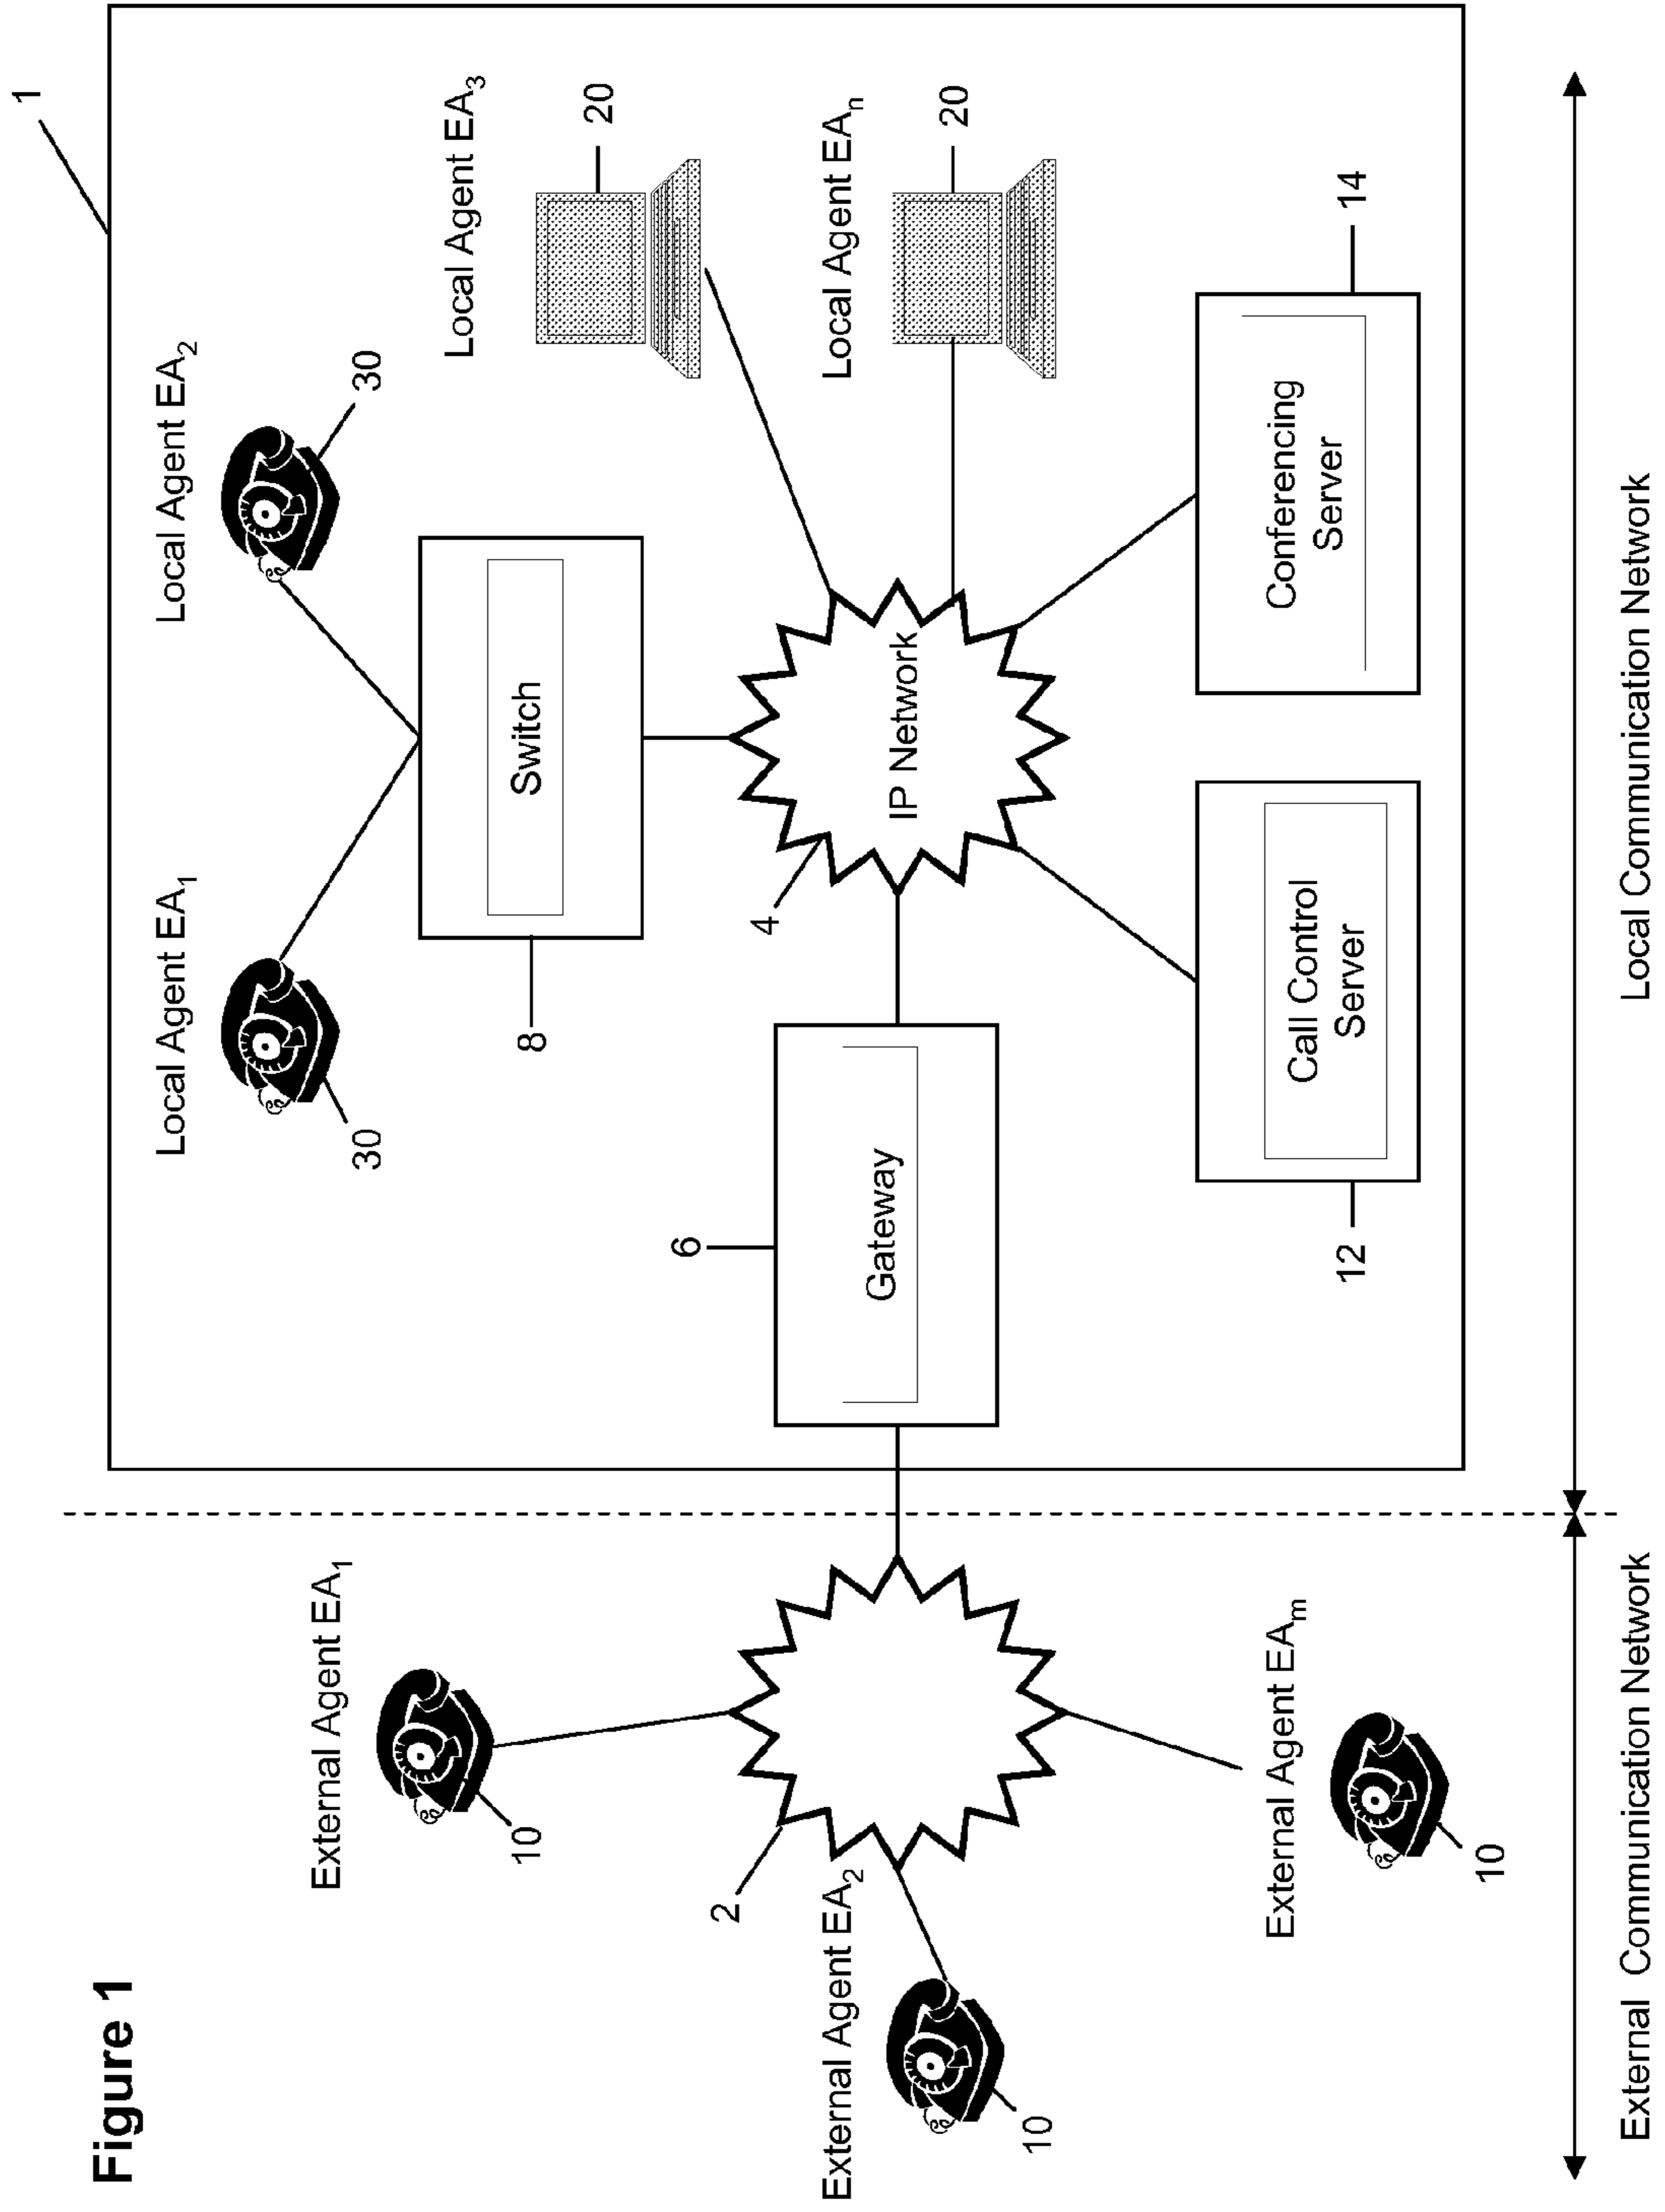 Figure 1
1
Local Agent EA1
Local Agent EA2
30
30
Local Agent EA3
20
External Agent EA1
10
8
Switch
6
4
2
External Agent EA2
10
Gateway
IP Network
Local Agent EAn
20
External Agent EAm
10
12
Call Control
Server
Conferencing
Server
14
External Communication Network
Local Communication Network